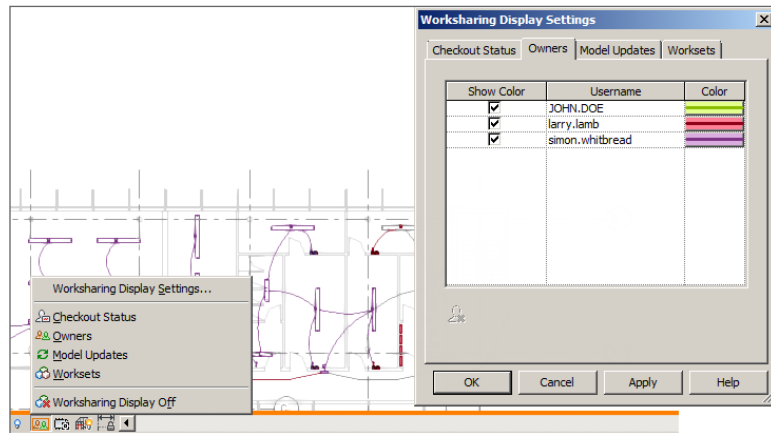 Worksharing Display Settings
Checkout Status Owners Model Updates Worksets
Show Color Username Color
JOHN.DOE
larry.lamb
simon.whitbread
OK Cancel Apply Help
Worksharing Display Settings...
Checkout Status
Owners
Model Updates
Worksets
Worksharing Display Off